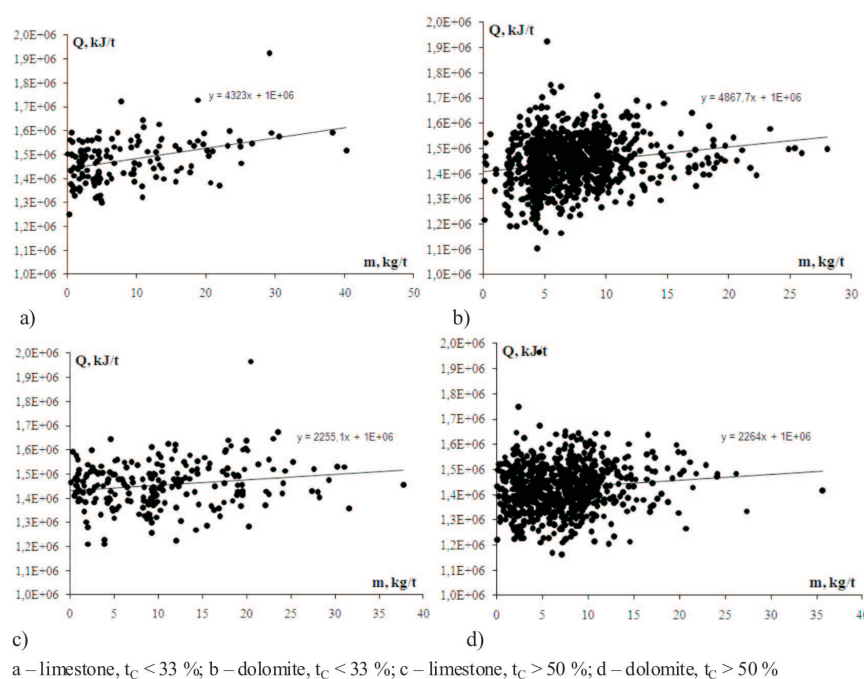 Q, kJ/t
2,0E+06
1,9E+06
1,8E+06
1,7E+06
1,6E+06
1,5E+06
1,4E+06
1,3E+06
1,2E+06
1,1E+06
1,0E+06
y = 4323x + 1E+06
m, kg/t
0 10 20 30 40 50
a)
Q, kJ/t
2,0E+06
1,9E+06
1,8E+06
1,7E+06
1,6E+06
1,5E+06
1,4E+06
1,3E+06
1,2E+06
1,1E+06
1,0E+06
y = 4867,7x + 1E+06
m, kg/t
0 5 10 15 20 25 30
b)
Q, kJ/t
2,0E+06
1,9E+06
1,8E+06
1,7E+06
1,6E+06
1,5E+06
1,4E+06
1,3E+06
1,2E+06
1,1E+06
1,0E+06
y = 2255,1x + 1E+06
m, kg/t
0 5 10 15 20 25 30 35 40
c)
Q, kJ/t
2,0E+06
1,9E+06
1,8E+06
1,7E+06
1,6E+06
1,5E+06
1,4E+06
1,3E+06
1,2E+06
1,1E+06
1,0E+06
y = 2264x + 1E+06
m, kg/t
0 5 10 15 20 25 30 35 40
d)
a – limestone, t_C < 33 %; b – dolomite, t_C < 33 %; c – limestone, t_C > 50 %; d – dolomite, t_C > 50 %